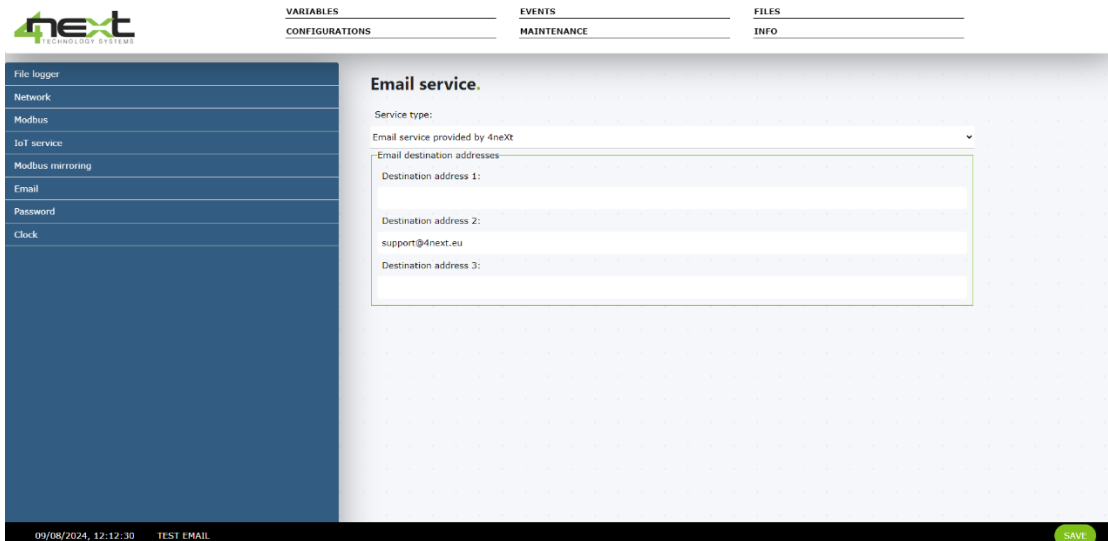 4next
TECHNOLOGY SYSTEMS
VARIABLES
EVENTS
FILES
CONFIGURATIONS
MAINTENANCE
INFO
File logger
Network
Modbus
IoT service
Modbus mirroring
Email
Password
Clock
Email service.
Service type:
Email service provided by 4neXt
Email destination addresses
Destination address 1:
Destination address 2:
support@4next.eu
Destination address 3:
09/08/2024, 12:12:30 TEST EMAIL
SAVE